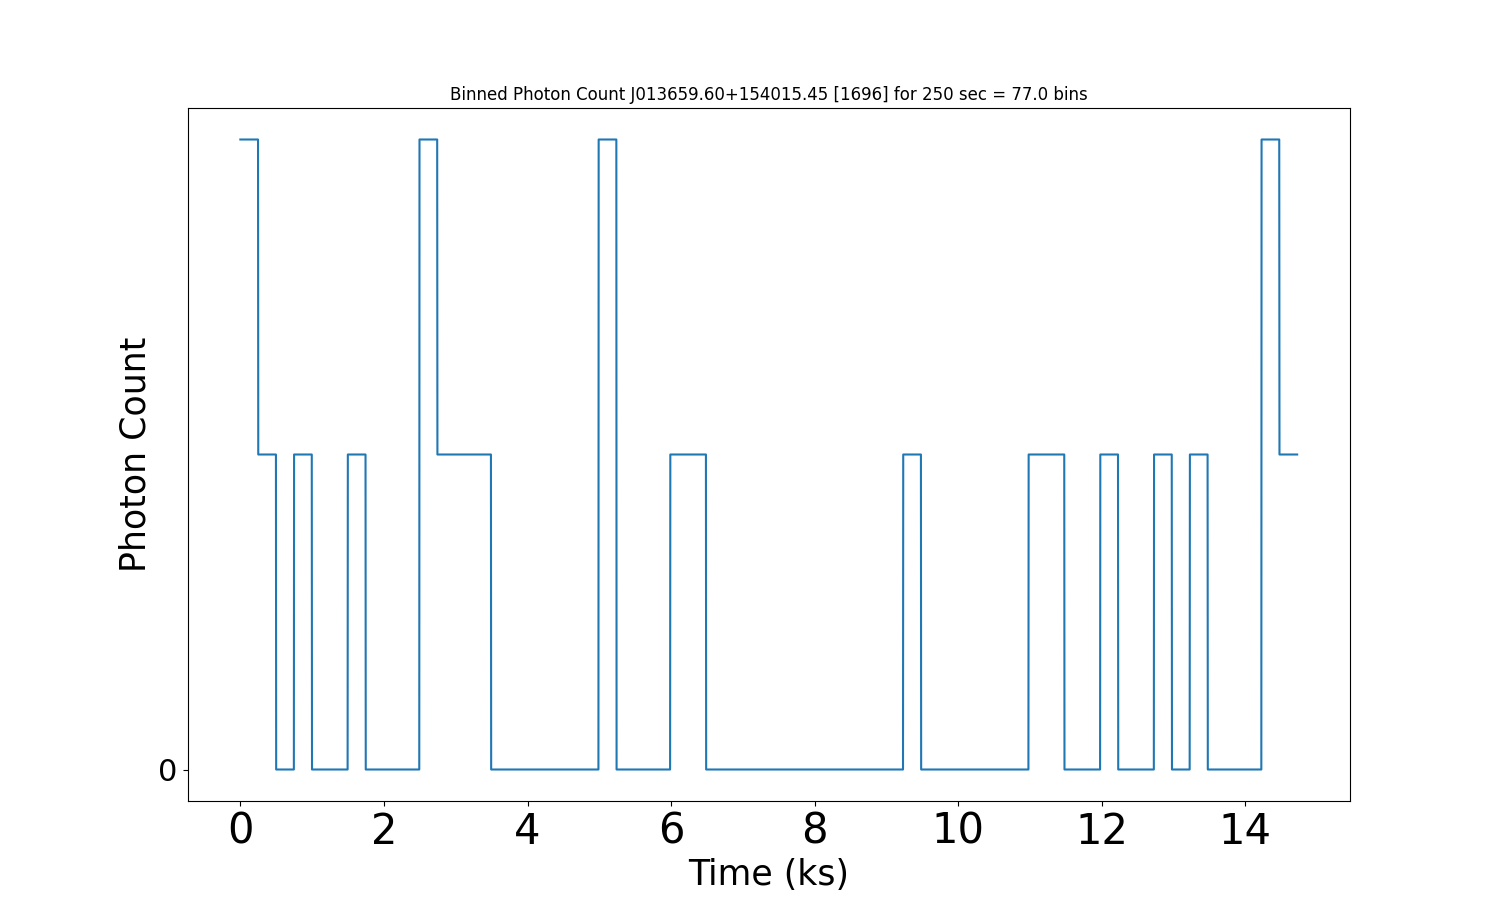 Binned Photon Count J013659.60+154015.45 [1696] for 250 sec = 77.0 bins
Photon Count
0
0 2 4 6 8 10 12 14
Time (ks)